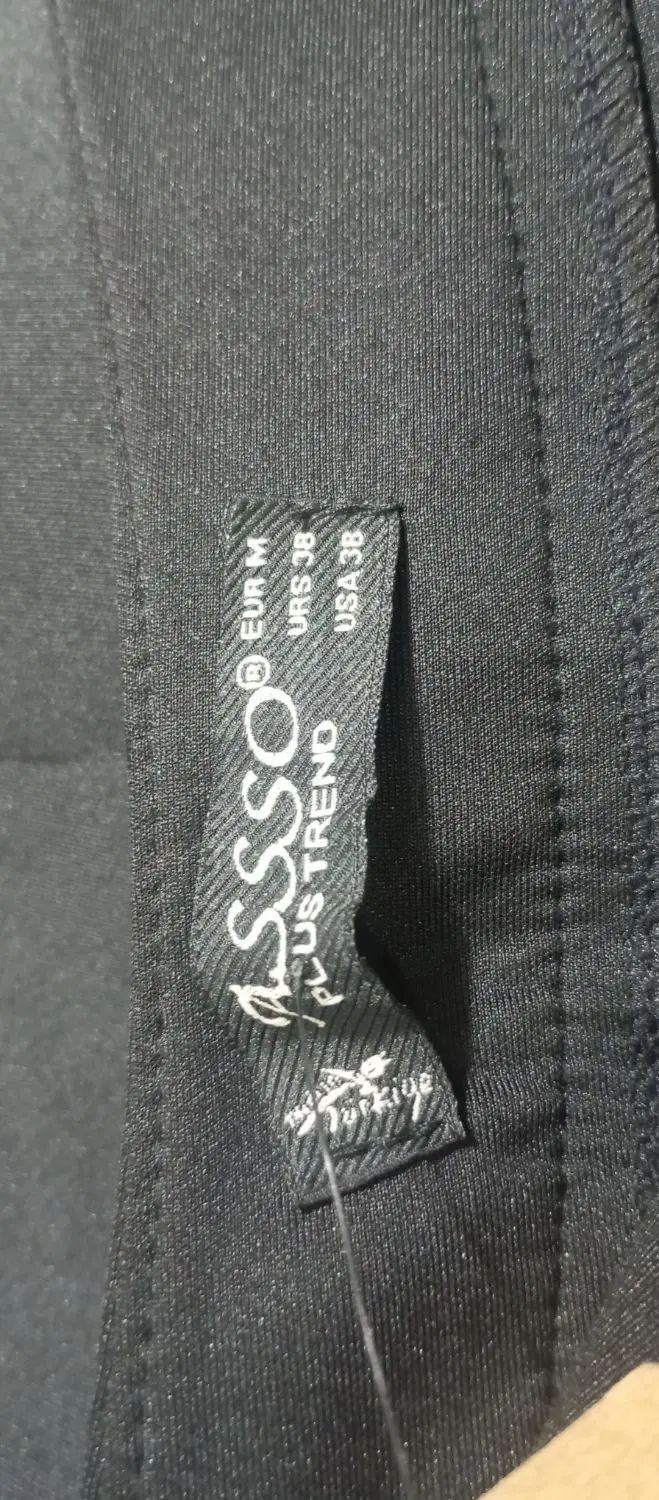 ASSSO® EUR M
PLUS TREND URS 38
USA 38
Türkiye